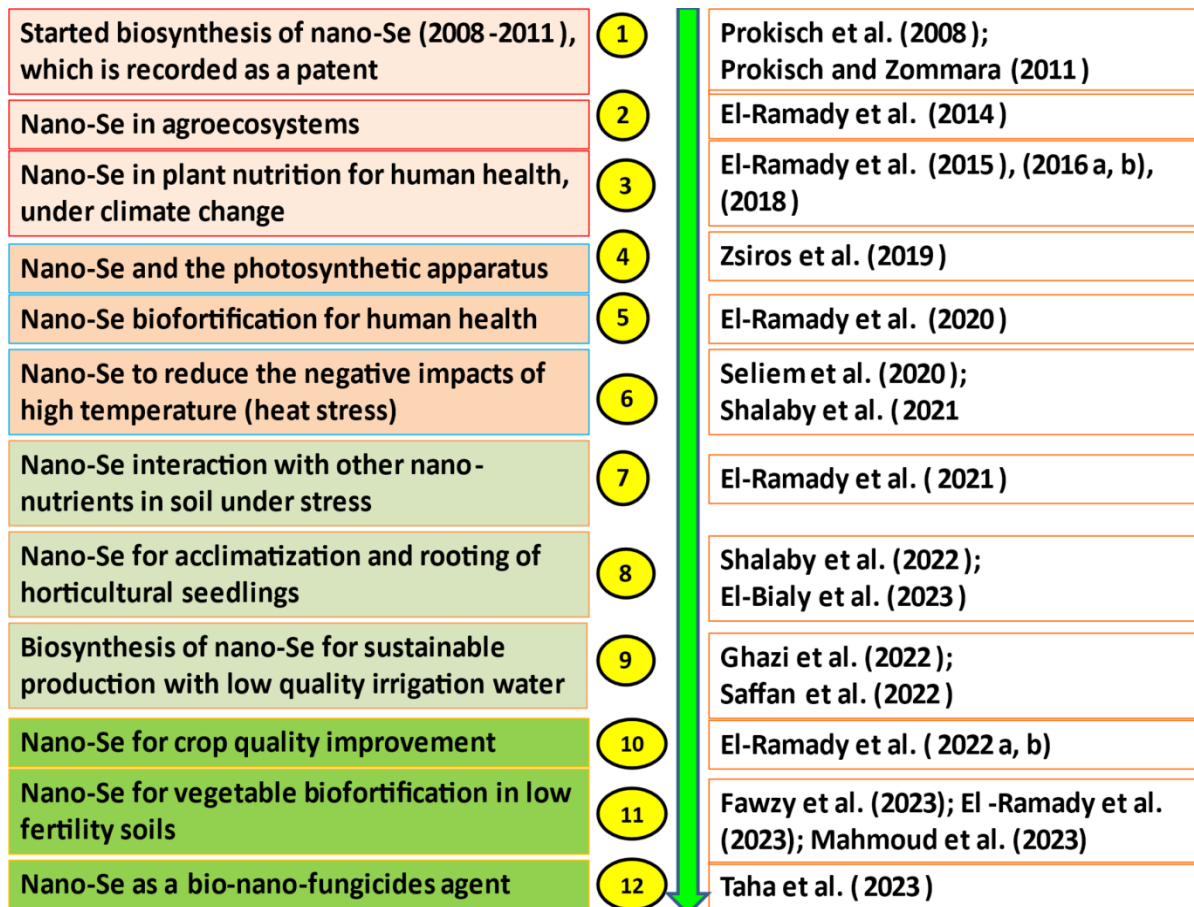 Started biosynthesis of nano-Se (2008-2011),
which is recorded as a patent
1
Prokisch et al. (2008);
Prokisch and Zommara (2011)
Nano-Se in agroecosystems
2
El-Ramady et al. (2014)
Nano-Se in plant nutrition for human health,
under climate change
3
El-Ramady et al. (2015), (2016 a, b),
(2018)
Nano-Se and the photosynthetic apparatus
4
Zsiros et al. (2019)
Nano-Se biofortification for human health
5
El-Ramady et al. (2020)
Nano-Se to reduce the negative impacts of
high temperature (heat stress)
6
Seliem et al. (2020);
Shalaby et al. (2021
Nano-Se interaction with other nano-
nutrients in soil under stress
7
El-Ramady et al. (2021)
Nano-Se for acclimatization and rooting of
horticultural seedlings
8
Shalaby et al. (2022);
El-Bialy et al. (2023)
Biosynthesis of nano-Se for sustainable
production with low quality irrigation water
9
Ghazi et al. (2022);
Saffan et al. (2022)
Nano-Se for crop quality improvement
10
El-Ramady et al. (2022 a, b)
Nano-Se for vegetable biofortification in low
fertility soils
11
Fawzy et al. (2023); El -Ramady et al.
(2023); Mahmoud et al. (2023)
Nano-Se as a bio-nano-fungicides agent
12
Taha et al. (2023)